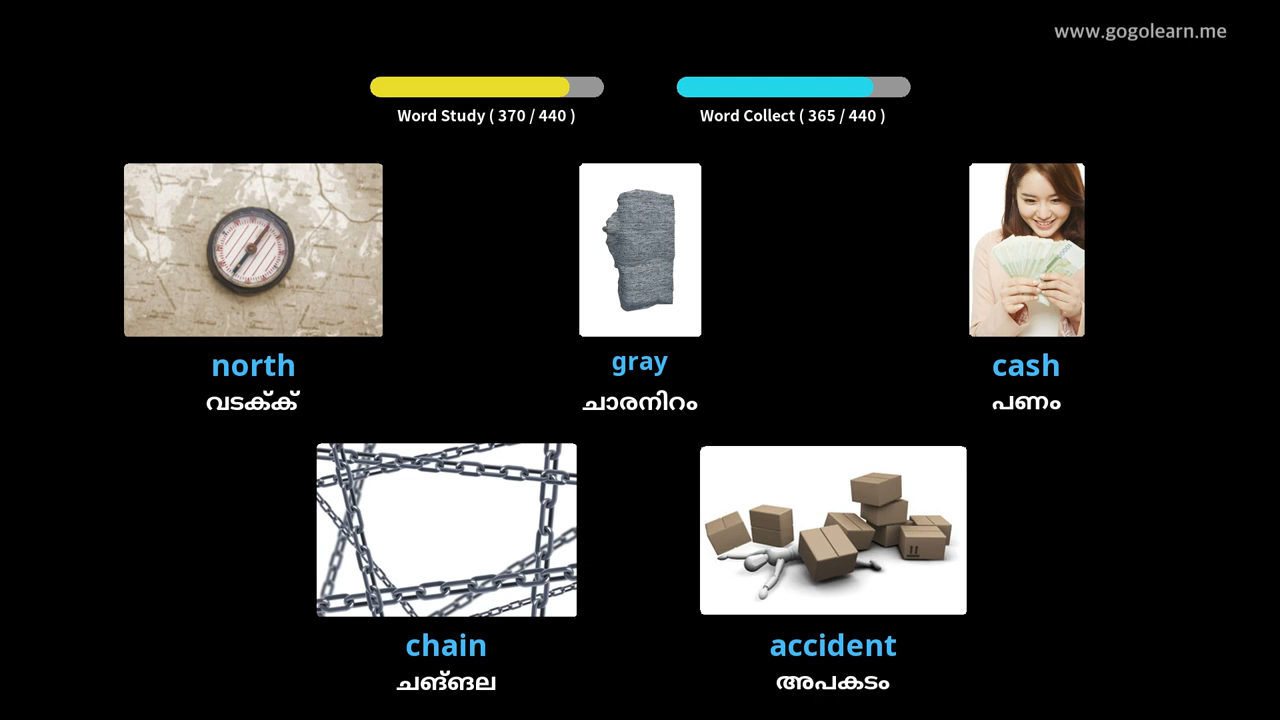 www.gogolearn.me
Word Study ( 370 / 440 )
Word Collect ( 365 / 440 )
north
gray
cash
വടക്ക്
ചാരനിറം
പണം
chain
accident
ചങ്ങല
അപകടം